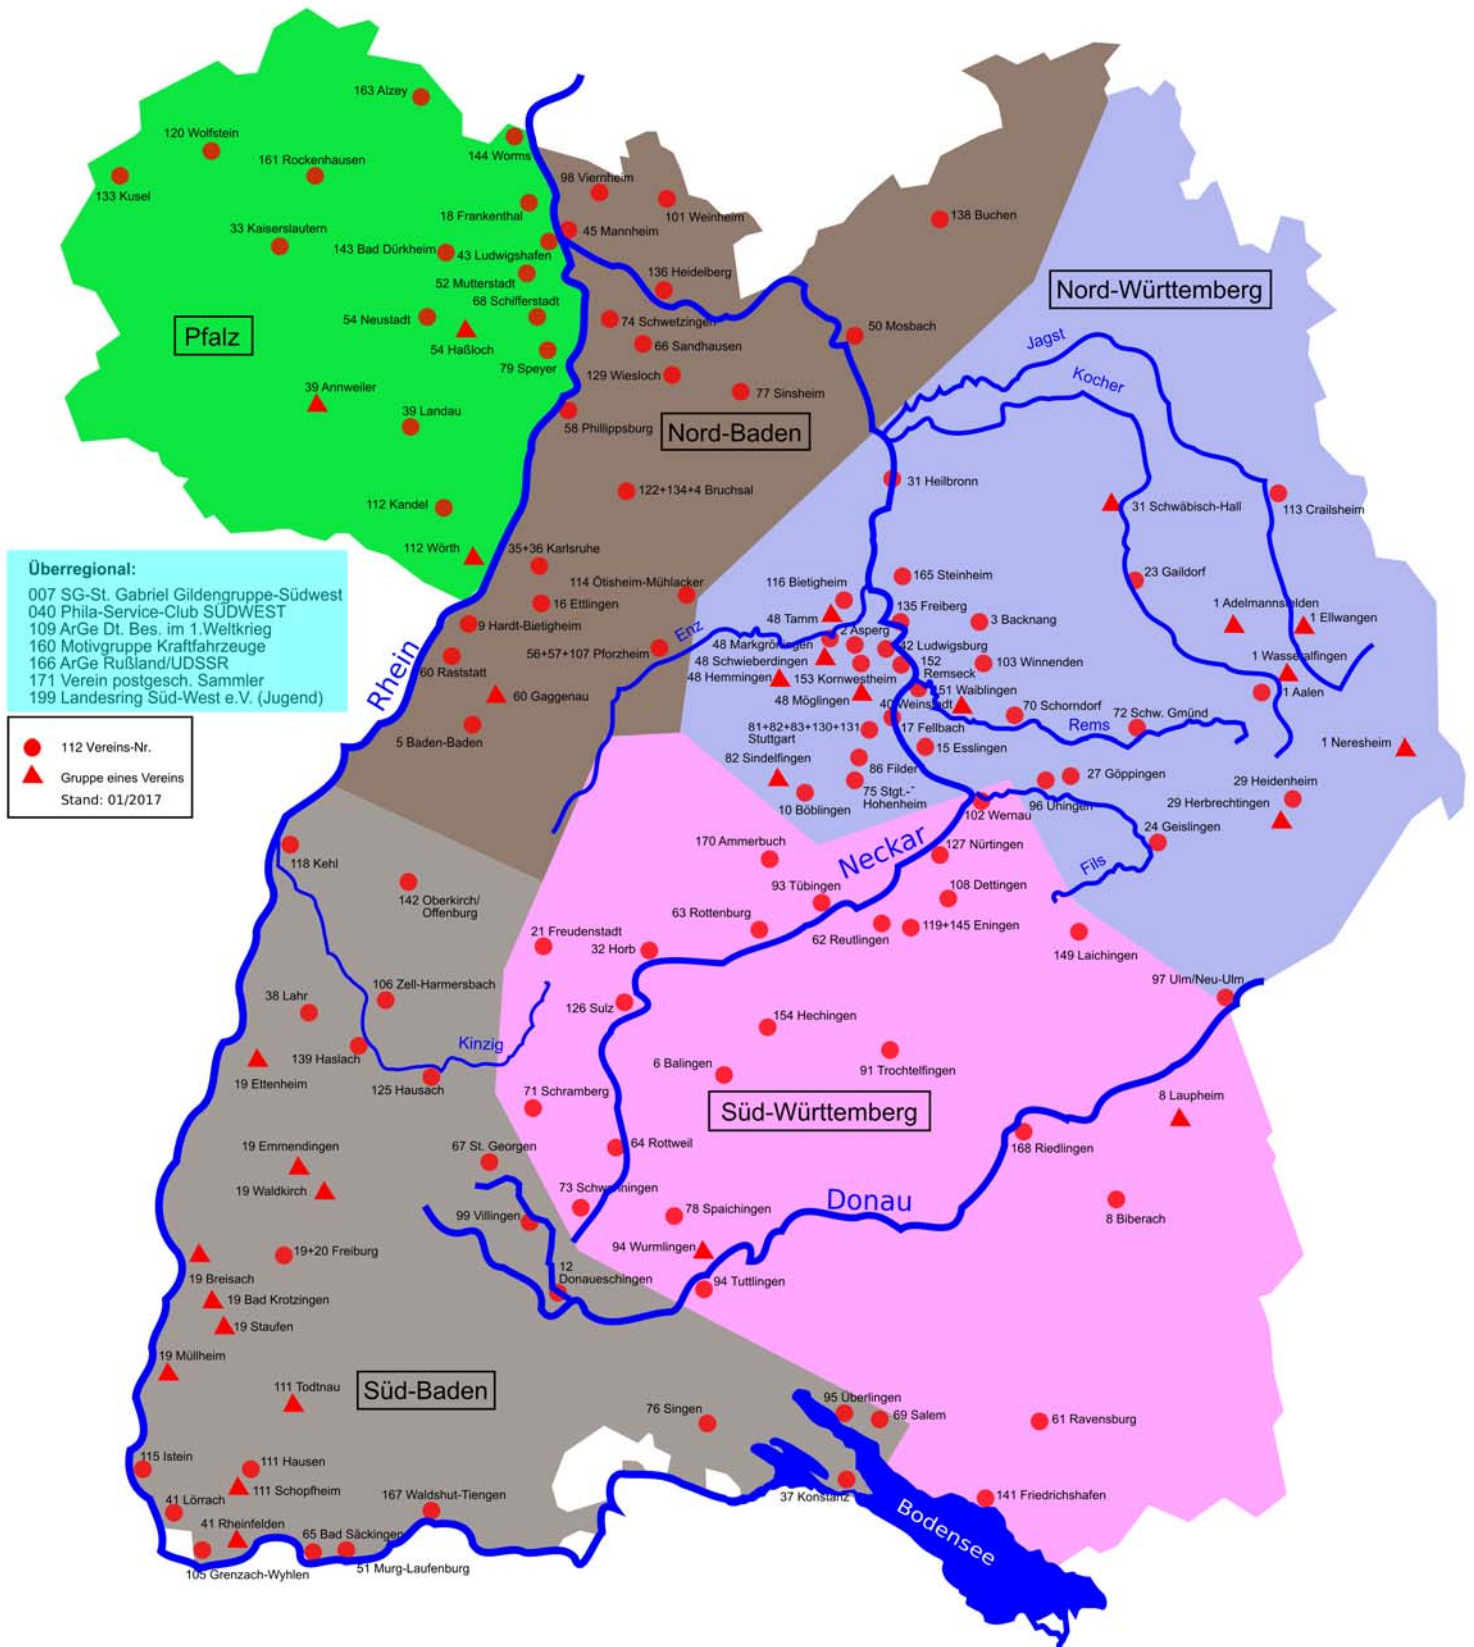 163 Alzey
120 Wolfstein
144 Worms
161 Rockenhausen
98 Viernheim
133 Kusel
18 Frankenthal
101 Weinheim
138 Buchen
33 Kaiserslautern
45 Mannheim
143 Bad Dürkheim
43 Ludwigshafen
136 Heidelberg
52 Mutterstadt
Nord-Württemberg
68 Schifferstadt
54 Neustadt
74 Schwetzingen
50 Mosbach
Pfalz
Jagst
54 Haßloch
66 Sandhausen
79 Speyer
129 Wiesloch
Kocher
39 Annweiler
77 Sinsheim
39 Landau
58 Phillippsburg
Nord-Baden
31 Heilbronn
122+134+4 Bruchsal
112 Kandel
31 Schwäbisch-Hall
113 Crailsheim
112 Wörth
35+36 Karlsruhe
Überregional:
007 SG-St. Gabriel Gildengruppe-Südwest
040 Phila-Service-Club SÜDWEST
109 ArGe Dt. Bes. im 1.Weltkrieg
160 Motivgruppe Kraftfahrzeuge
166 ArGe Rußland/UDSSR
171 Verein postgesch. Sammler
199 Landesring Süd-West e.V. (Jugend)
114 Ötisheim-Mühlacker
116 Bietigheim
165 Steinheim
23 Gaildorf
16 Ettlingen
1 Adelmannsfelden
9 Hardt-Bietigheim
48 Tamm
135 Freiberg
3 Backnang
1 Ellwangen
Enz
2 Asperg
48 Markgröningen
42 Ludwigsburg
56+57+107 Pforzheim
48 Schwieberdingen
152
Remseck
103 Winnenden
1 Wasseralfingen
60 Raststatt
48 Hemmingen
153 Kornwestheim
Rhein
60 Gaggenau
48 Möglingen
151 Waiblingen
1 Aalen
40 Weinstadt
70 Schorndorf
72 Schw. Gmünd
Rems
5 Baden-Baden
81+82+83+130+131
Stuttgart
17 Fellbach
15 Esslingen
1 Neresheim
112 Vereins-Nr.
Gruppe eines Vereins
Stand: 01/2017
82 Sindelfingen
86 Filder
27 Göppingen
29 Heidenheim
75 Stgt.-
Hohenheim
10 Böblingen
96 Uhingen
29 Herbrechtingen
102 Wernau
24 Geislingen
118 Kehl
170 Ammerbuch
Neckar
127 Nürtingen
Fils
93 Tübingen
108 Dettingen
142 Oberkirch/
Offenburg
63 Rottenburg
119+145 Eningen
21 Freudenstadt
62 Reutlingen
32 Horb
149 Laichingen
97 Ulm/Neu-Ulm
106 Zell-Harmersbach
38 Lahr
126 Sulz
154 Hechingen
Kinzig
139 Haslach
6 Balingen
91 Trochtelfingen
19 Ettenheim
125 Hausach
71 Schramberg
Süd-Württemberg
8 Laupheim
19 Emmendingen
67 St. Georgen
64 Rottweil
168 Riedlingen
19 Waldkirch
73 Schwenningen
Donau
78 Spaichingen
8 Biberach
99 Villingen
19+20 Freiburg
94 Wurmlingen
19 Breisach
12
Donaueschingen
94 Tuttlingen
19 Bad Krotzingen
19 Staufen
19 Müllheim
111 Todtnau
Süd-Baden
95 Überlingen
76 Singen
69 Salem
61 Ravensburg
115 Istein
111 Hausen
111 Schopfheim
167 Waldshut-Tiengen
37 Konstanz
141 Friedrichshafen
41 Lörrach
41 Rheinfelden
65 Bad Säckingen
Bodensee
105 Grenzach-Wyhlen
51 Murg-Laufenburg